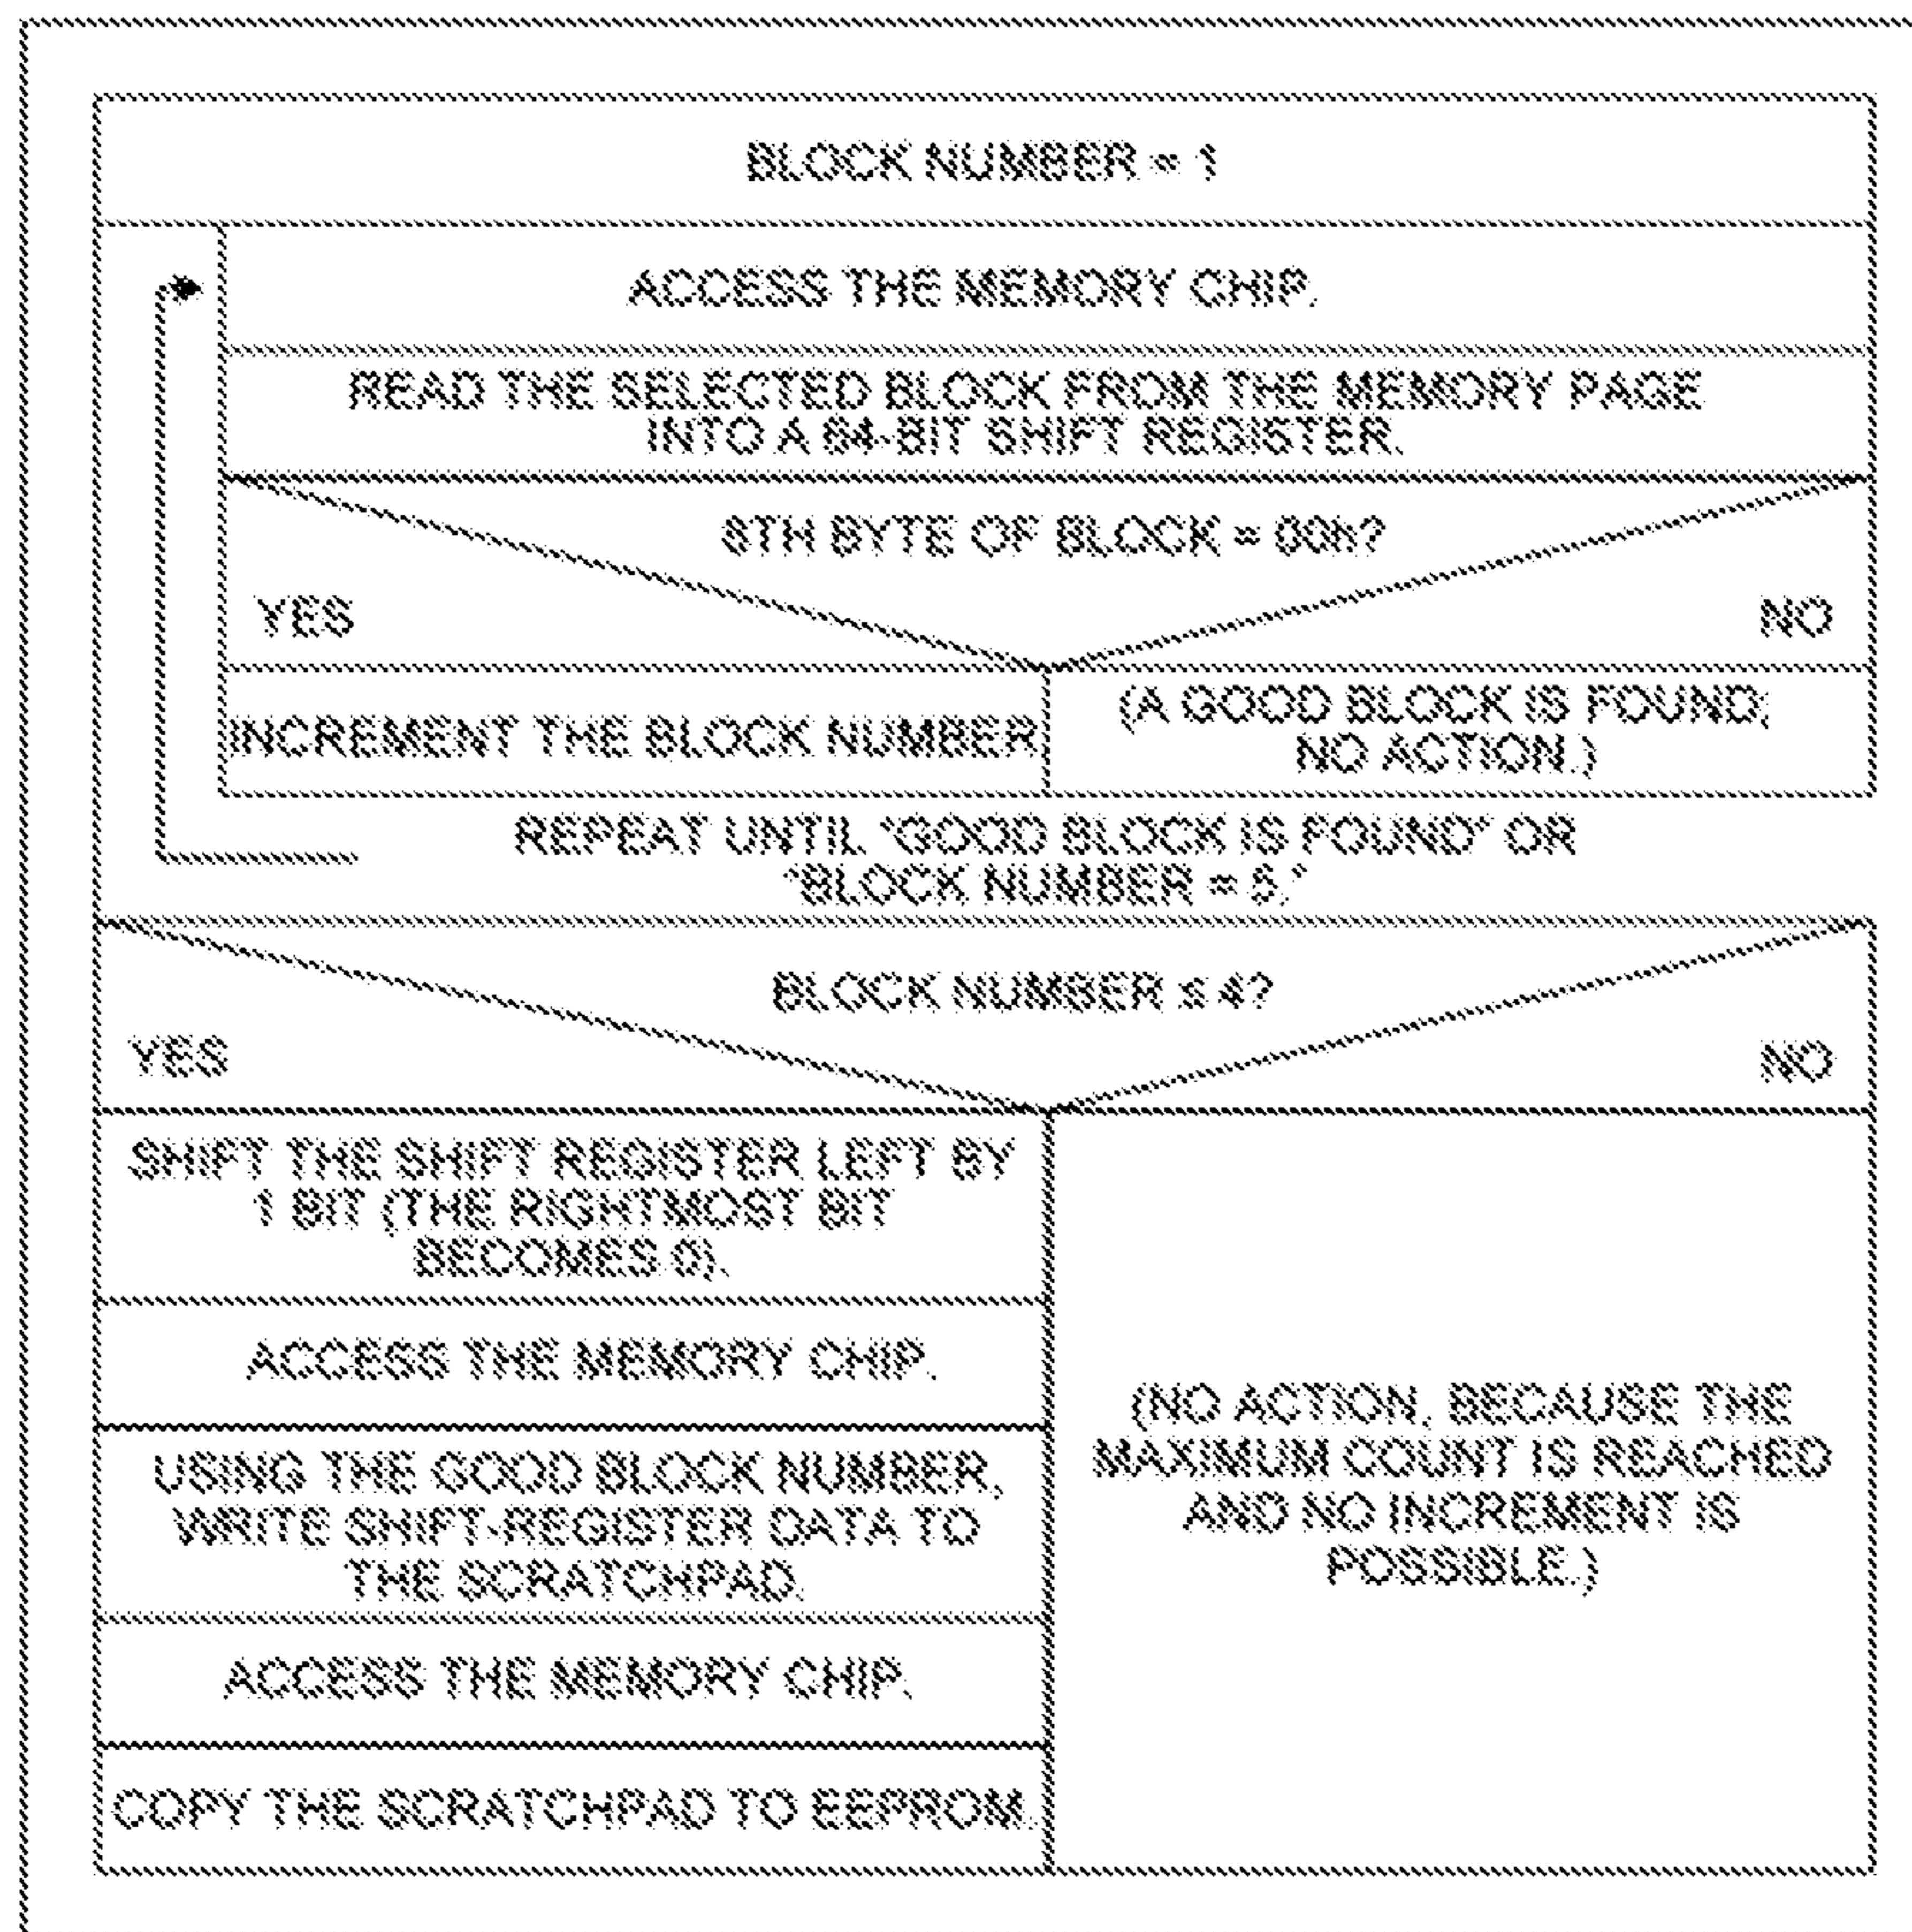 BLOCK NUMBER = 1
ACCESS THE MEMORY CHIP.
READ THE SELECTED BLOCK FROM THE MEMORY PAGE
INTO A 64-BIT SHIFT REGISTER.
8TH BYTE OF BLOCK = 00h?
YES
NO
INCREMENT THE BLOCK NUMBER
(A GOOD BLOCK IS FOUND;
NO ACTION.)
REPEAT UNTIL "GOOD BLOCK IS FOUND" OR
"BLOCK NUMBER = 5."
BLOCK NUMBER ≤ 4?
YES
NO
SHIFT THE SHIFT REGISTER LEFT BY
1 BIT (THE RIGHTMOST BIT
BECOMES 0).
ACCESS THE MEMORY CHIP.
USING THE GOOD BLOCK NUMBER,
WRITE SHIFT-REGISTER DATA TO
THE SCRATCHPAD.
ACCESS THE MEMORY CHIP.
COPY THE SCRATCHPAD TO EEPROM.
(NO ACTION, BECAUSE THE
MAXIMUM COUNT IS REACHED
AND NO INCREMENT IS
POSSIBLE.)